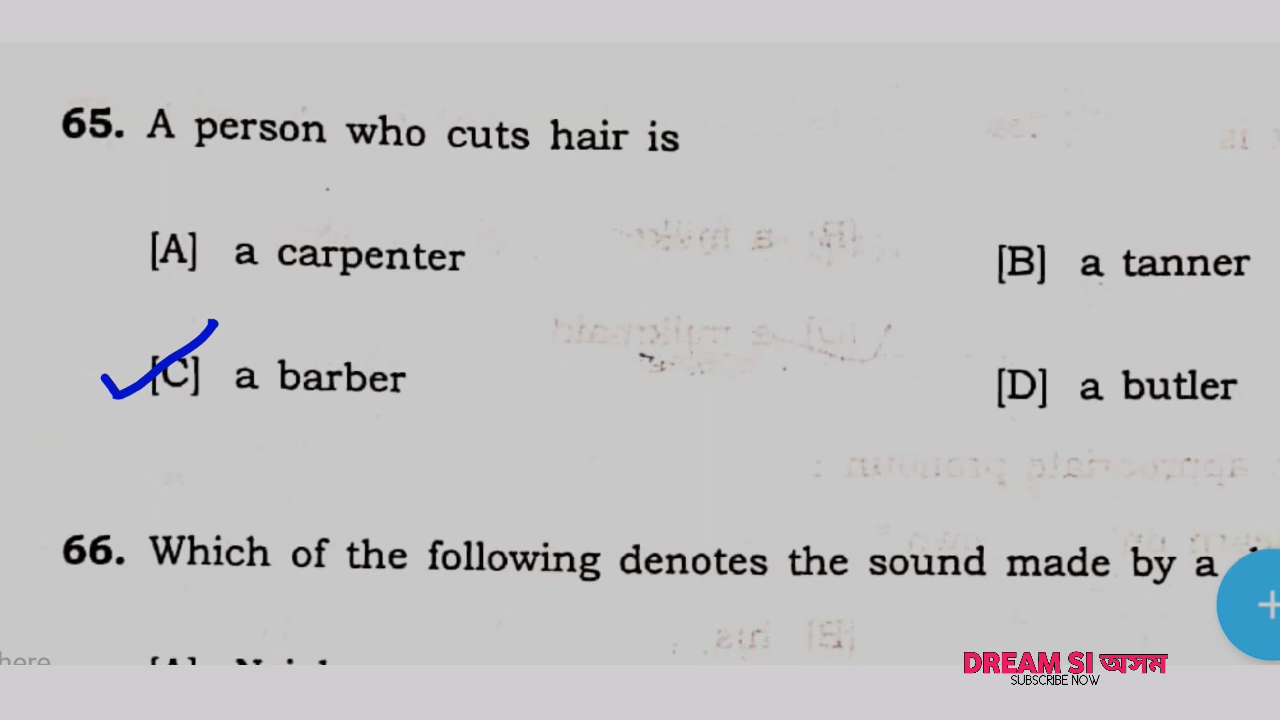 65. A person who cuts hair is
[A] a carpenter
[B] a tanner
[C] a barber
[D] a butler
66. Which of the following denotes the sound made by a
here
DREAM SI অসম
SUBSCRIBE NOW